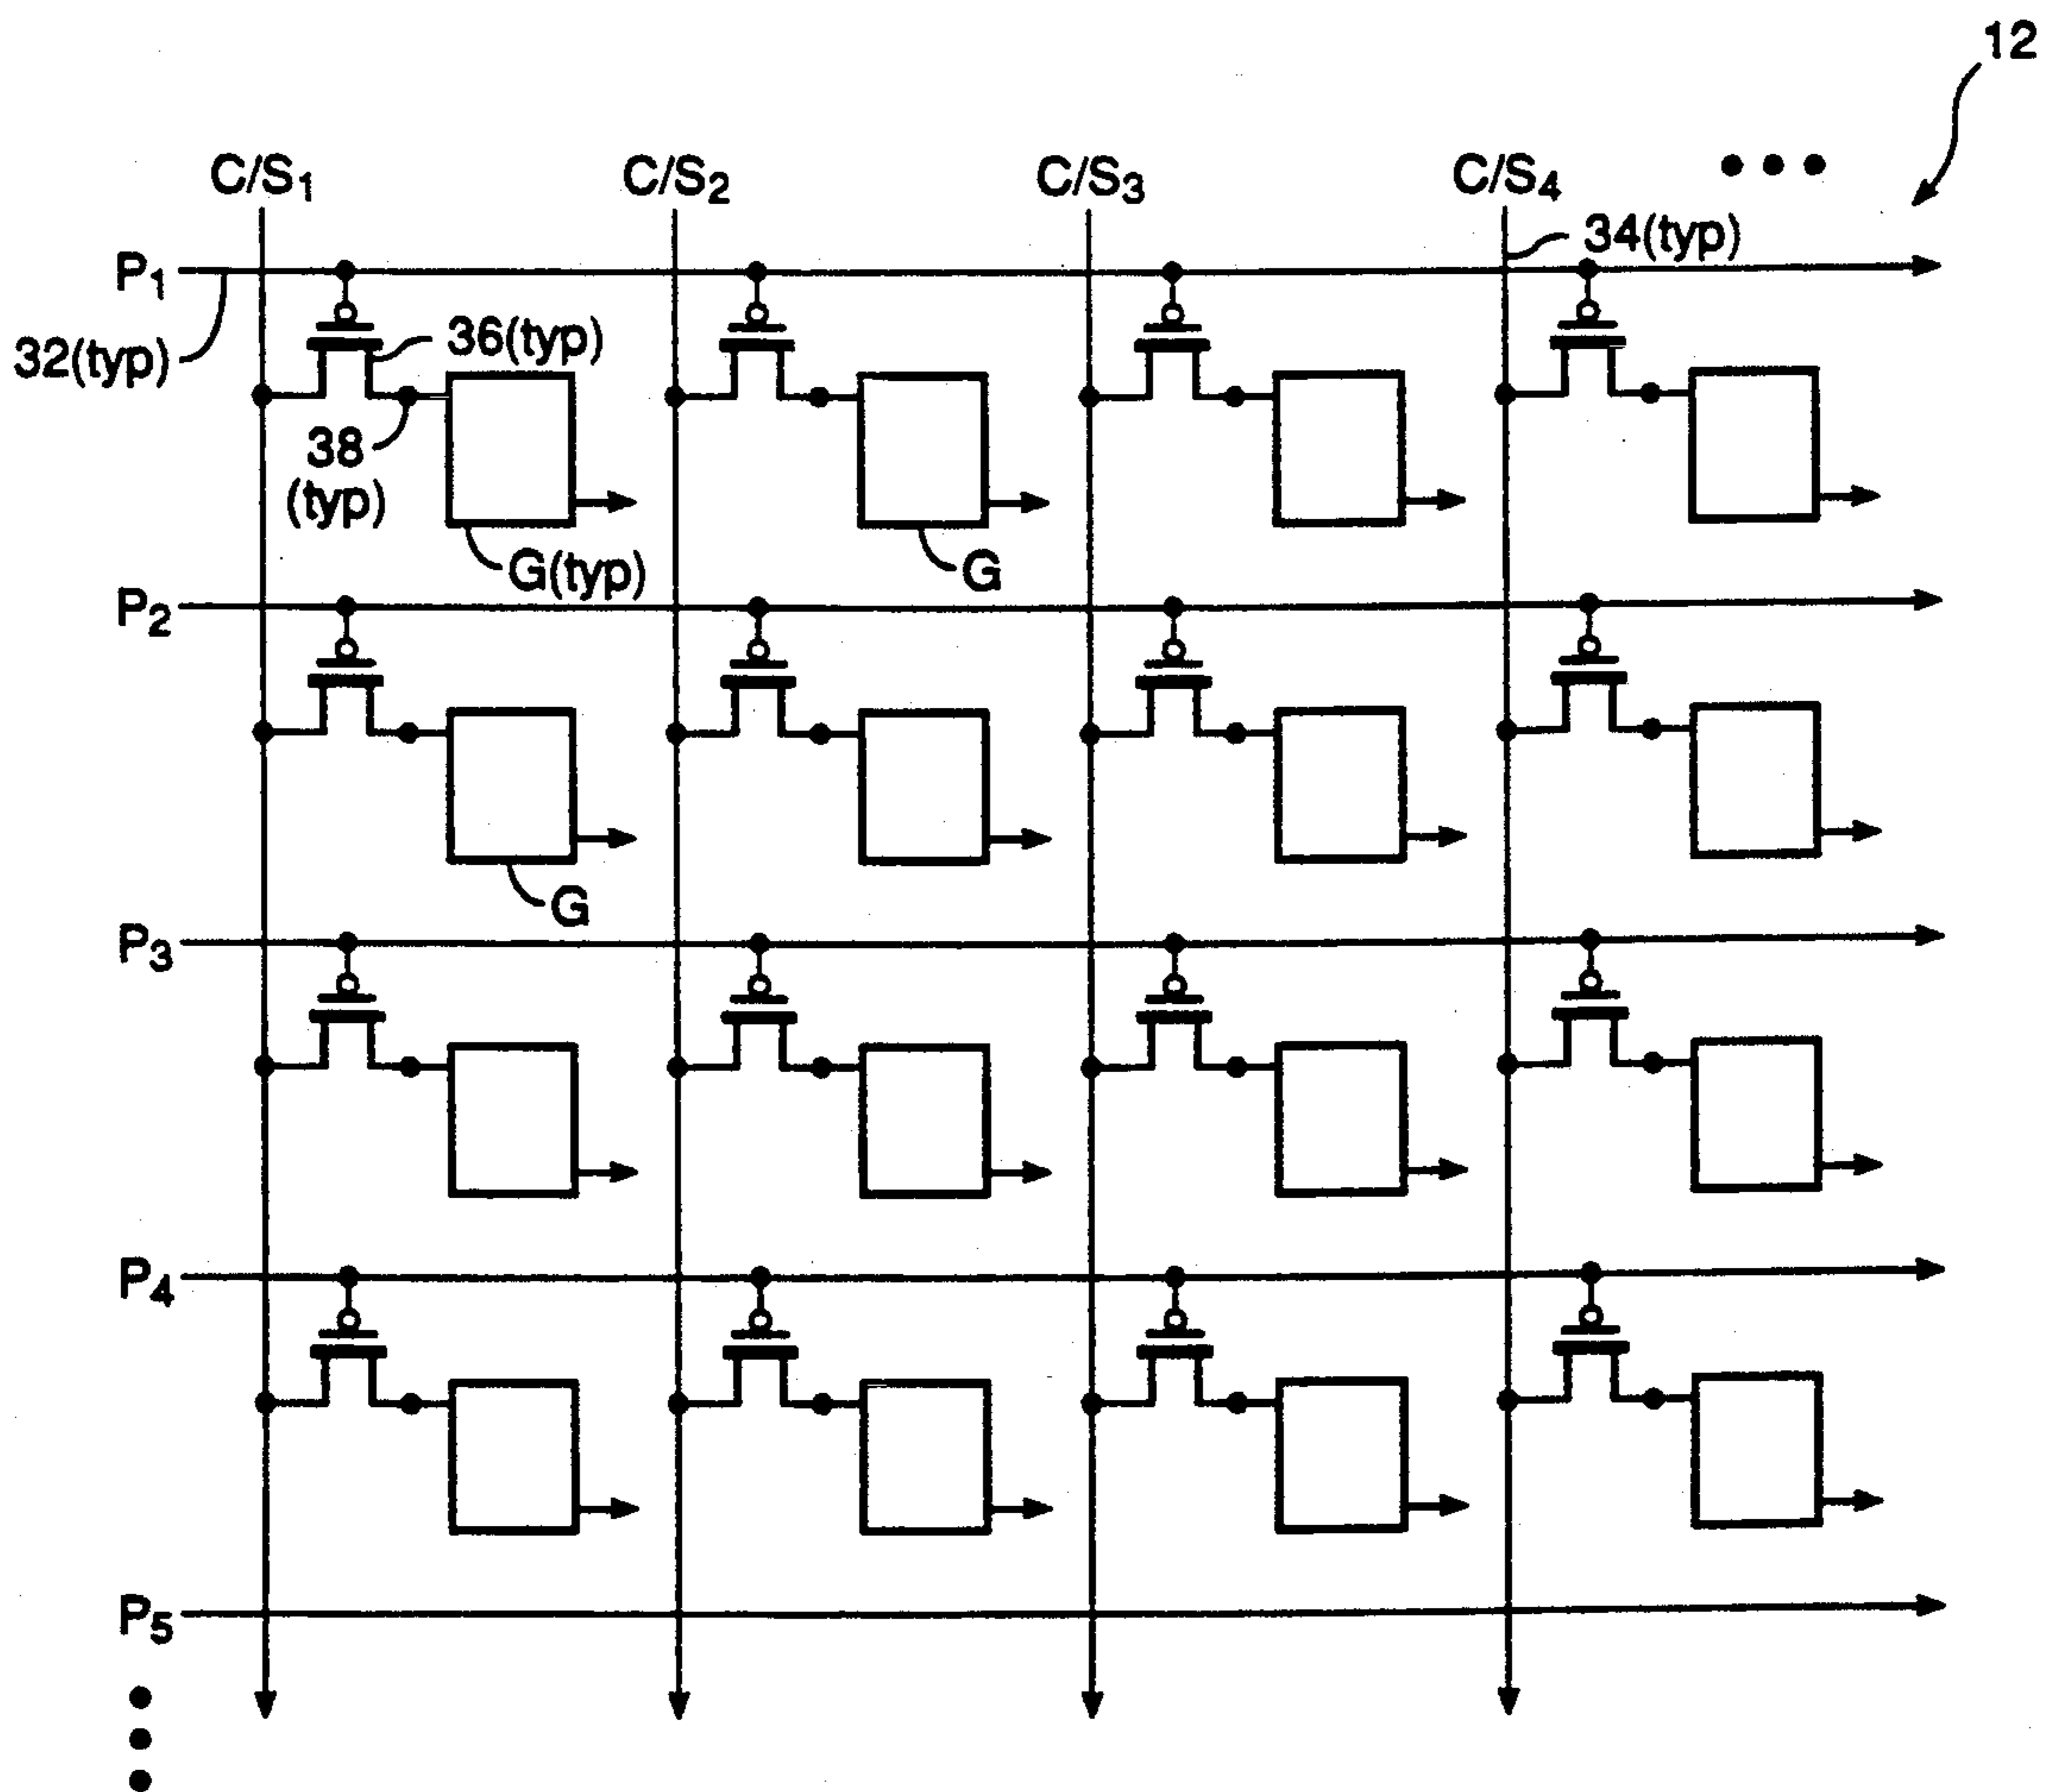 12
C/S1 C/S2 C/S3 C/S4 • • •
34(typ)
P1
32(typ)
36(typ)
38
(typ)
G(typ)
G
P2
G
P3
P4
P5